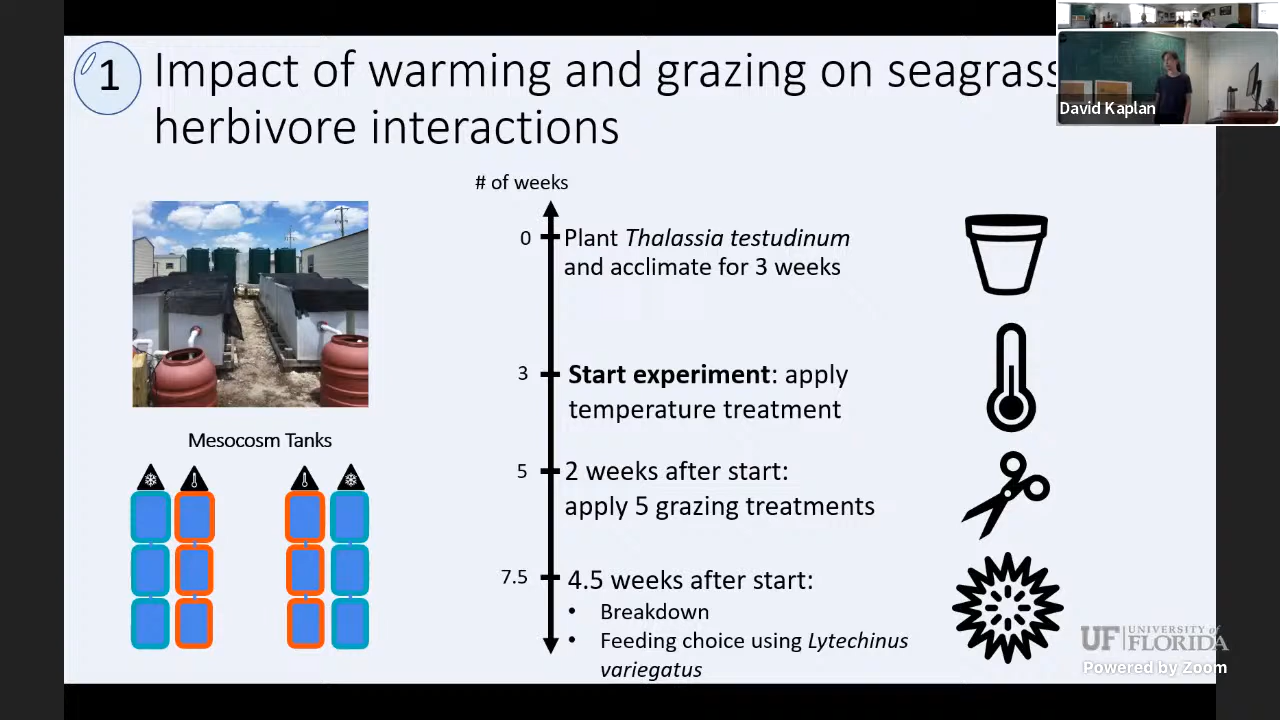 1
Impact of warming and grazing on seagrass
herbivore interactions
David Kaplan
# of weeks
0
Plant Thalassia testudinum
and acclimate for 3 weeks
3
Start experiment: apply
temperature treatment
Mesocosm Tanks
5
2 weeks after start:
apply 5 grazing treatments
7.5
4.5 weeks after start:
• Breakdown
• Feeding choice using Lytechinus
variegatus
UF UNIVERSITY of
FLORIDA
Powered by Zoom